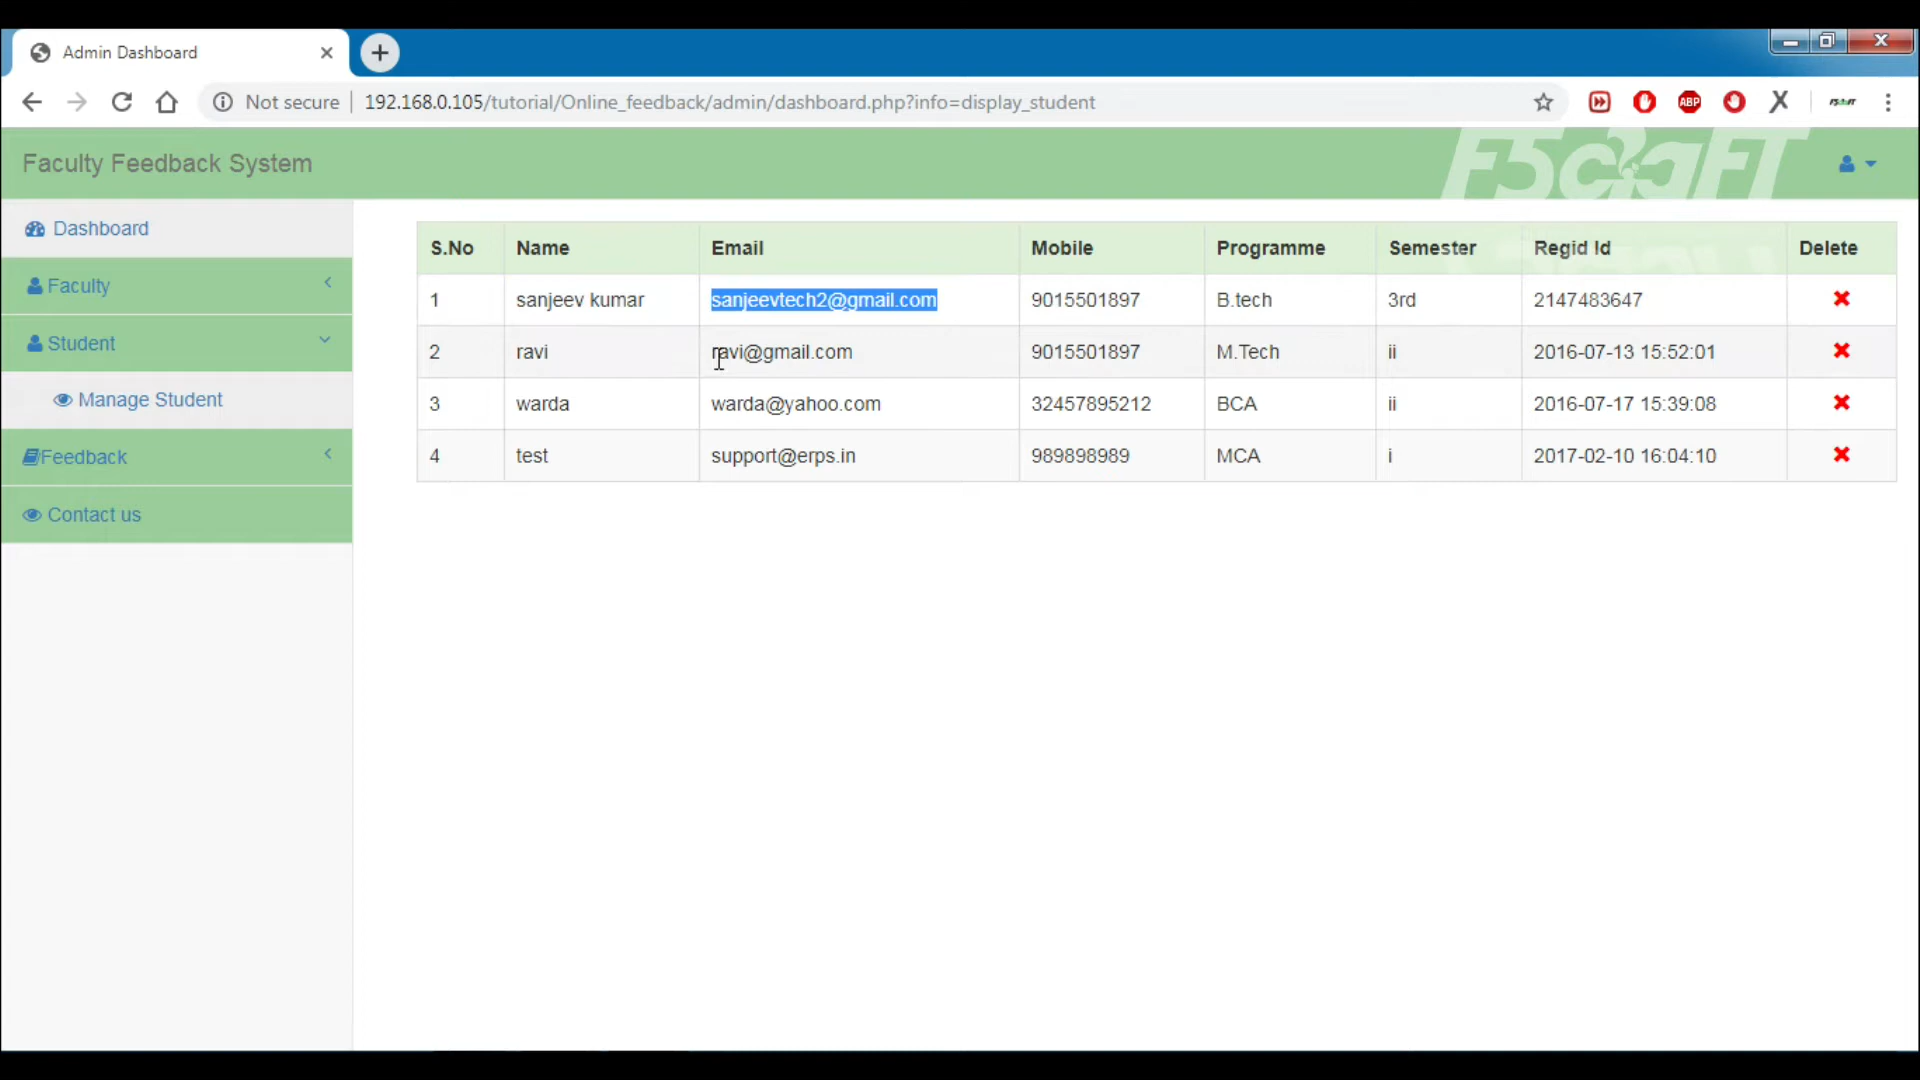 Admin Dashboard
Not secure 192.168.0.105/tutorial/Online_feedback/admin/dashboard.php?info=display_student
ABP
F5craFT
Faculty Feedback System
F5craFT
Dashboard
Faculty
Student
Manage Student
Feedback
Contact us
S.No Name Email Mobile Programme Semester Regid Id Delete
1 sanjeev kumar sanjeevtech2@gmail.com 9015501897 B.tech 3rd 2147483647
2 ravi ravi@gmail.com 9015501897 M.Tech ii 2016-07-13 15:52:01
3 warda warda@yahoo.com 32457895212 BCA ii 2016-07-17 15:39:08
4 test support@erps.in 989898989 MCA i 2017-02-10 16:04:10